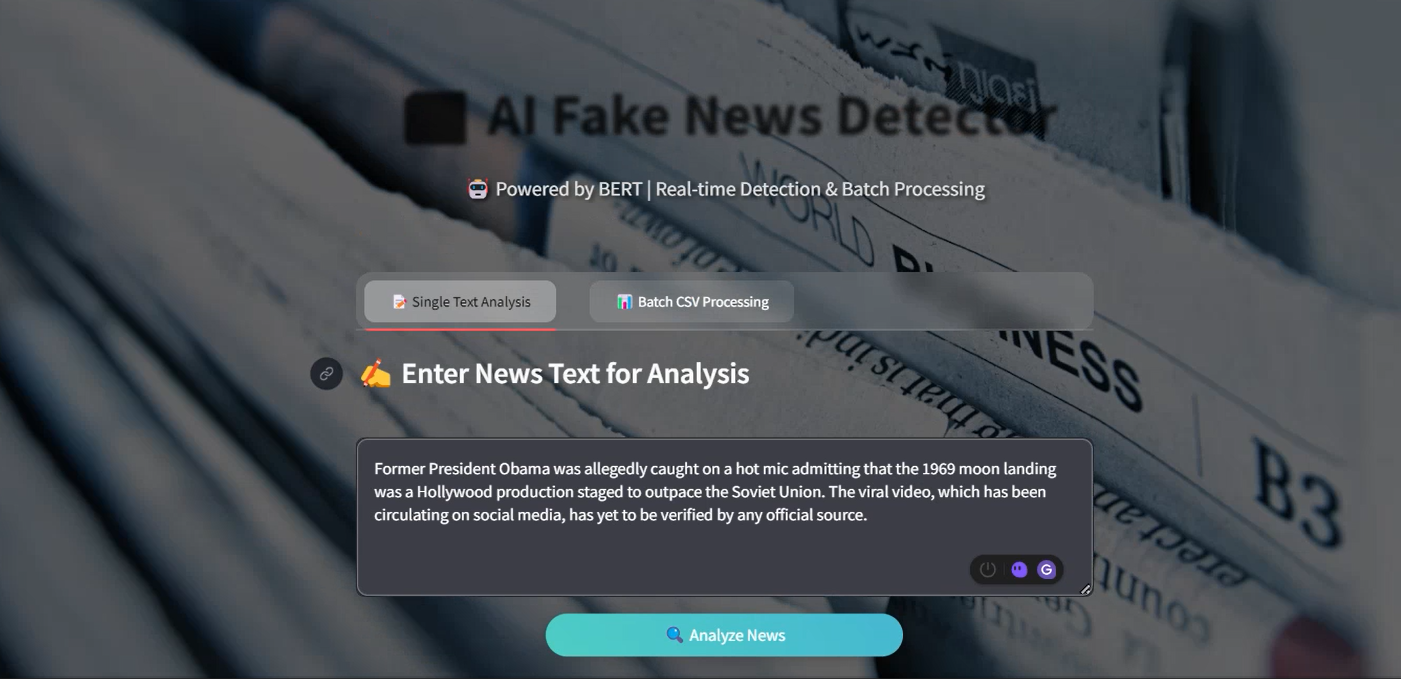 AI Fake News Detector
🤖 Powered by BERT | Real-time Detection & Batch Processing
📝 Single Text Analysis
📊 Batch CSV Processing
✍️ Enter News Text for Analysis
Former President Obama was allegedly caught on a hot mic admitting that the 1969 moon landing
was a Hollywood production staged to outpace the Soviet Union. The viral video, which has been
circulating on social media, has yet to be verified by any official source.
🔍 Analyze News
WORLD
NESS
B3